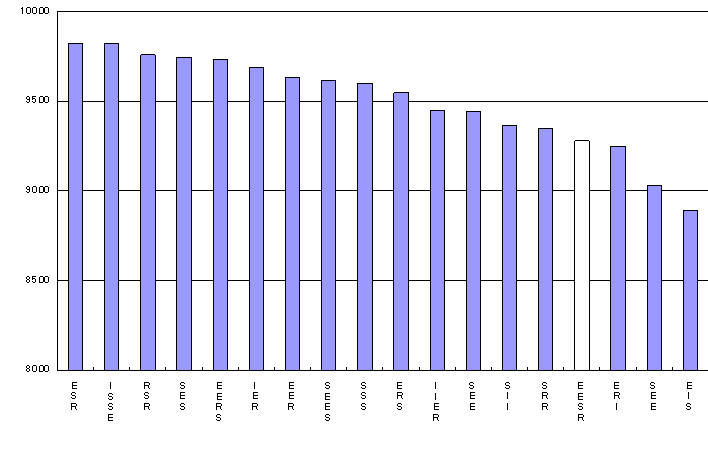 10000
9500
9000
8500
8000
ESR
ISSE
RSR
SES
EERS
IER
EER
SEES
SSS
ERS
IIER
SEE
SII
SRR
EESR
ERI
SEE
EIS